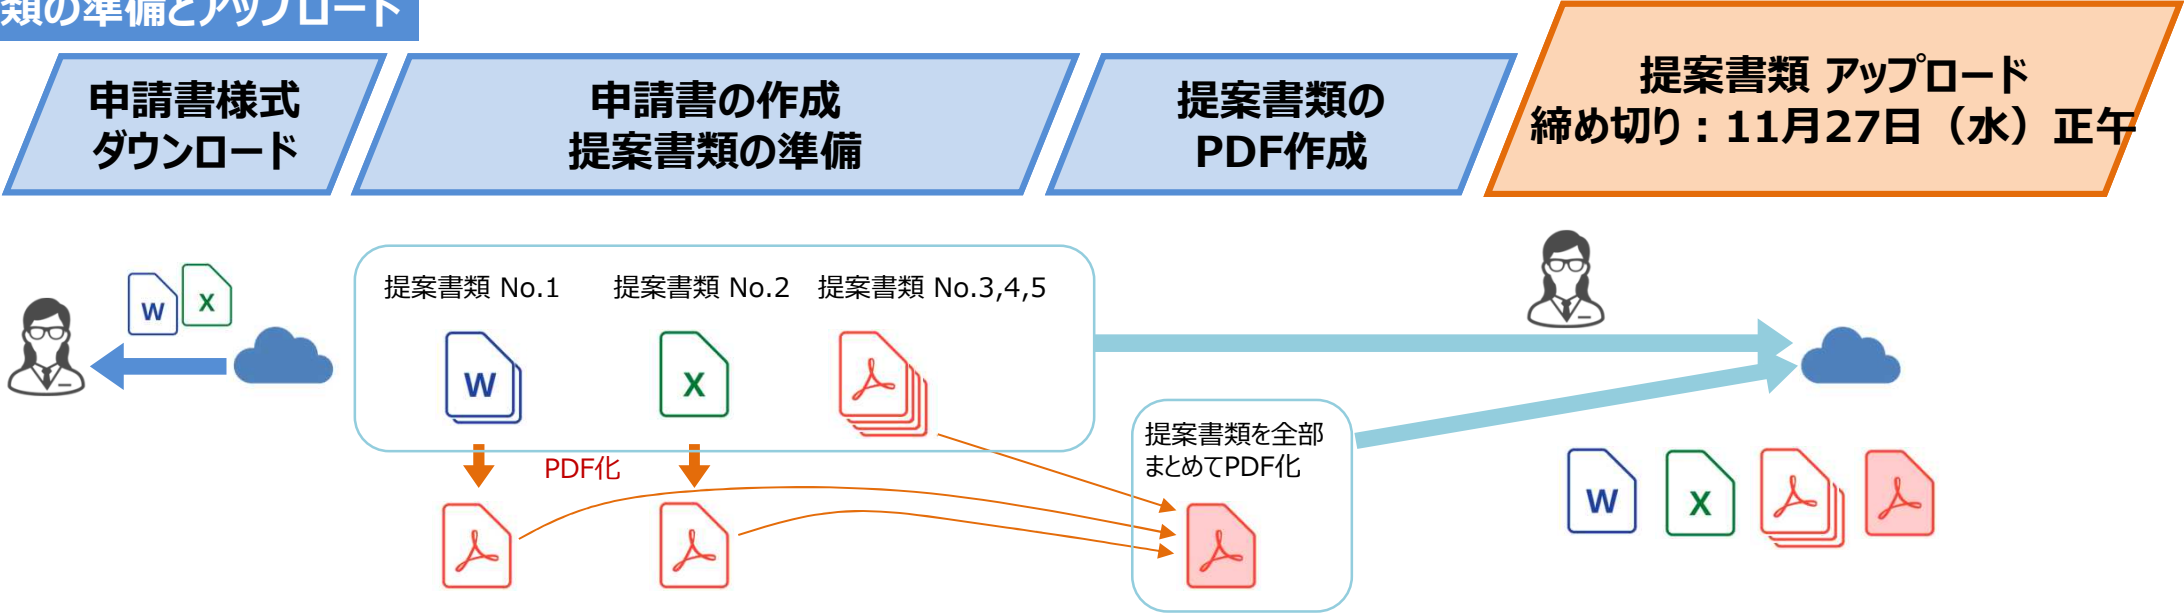 類の準備とアップロード
申請書様式
ダウンロード
申請書の作成
提案書類の準備
提案書類の
PDF作成
提案書類 アップロード
締め切り：11月27日（水）正午
W
X
提案書類 No.1
提案書類 No.2
提案書類 No.3,4,5
W
X
PDF化
提案書類を全部
まとめてPDF化
W
X